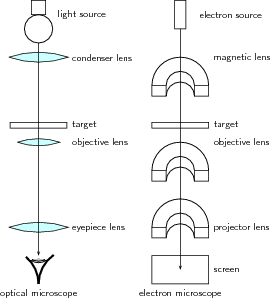 light source
condenser lens
target
objective lens
eyepiece lens
optical microscope
electron source
magnetic lens
target
objective lens
projector lens
screen
electron microscope